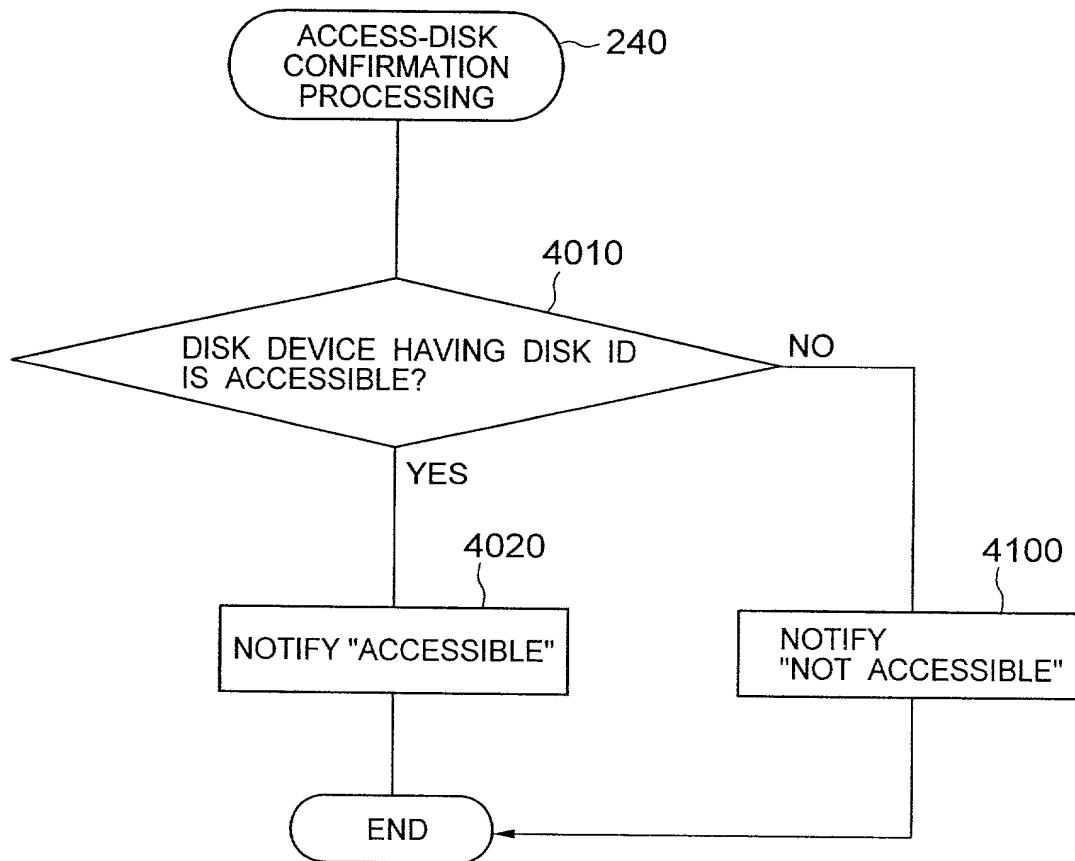 ACCESS-DISK
CONFIRMATION
PROCESSING
240
4010
DISK DEVICE HAVING DISK ID
IS ACCESSIBLE?
NO
YES
4020
NOTIFY "ACCESSIBLE"
4100
NOTIFY
"NOT ACCESSIBLE"
END